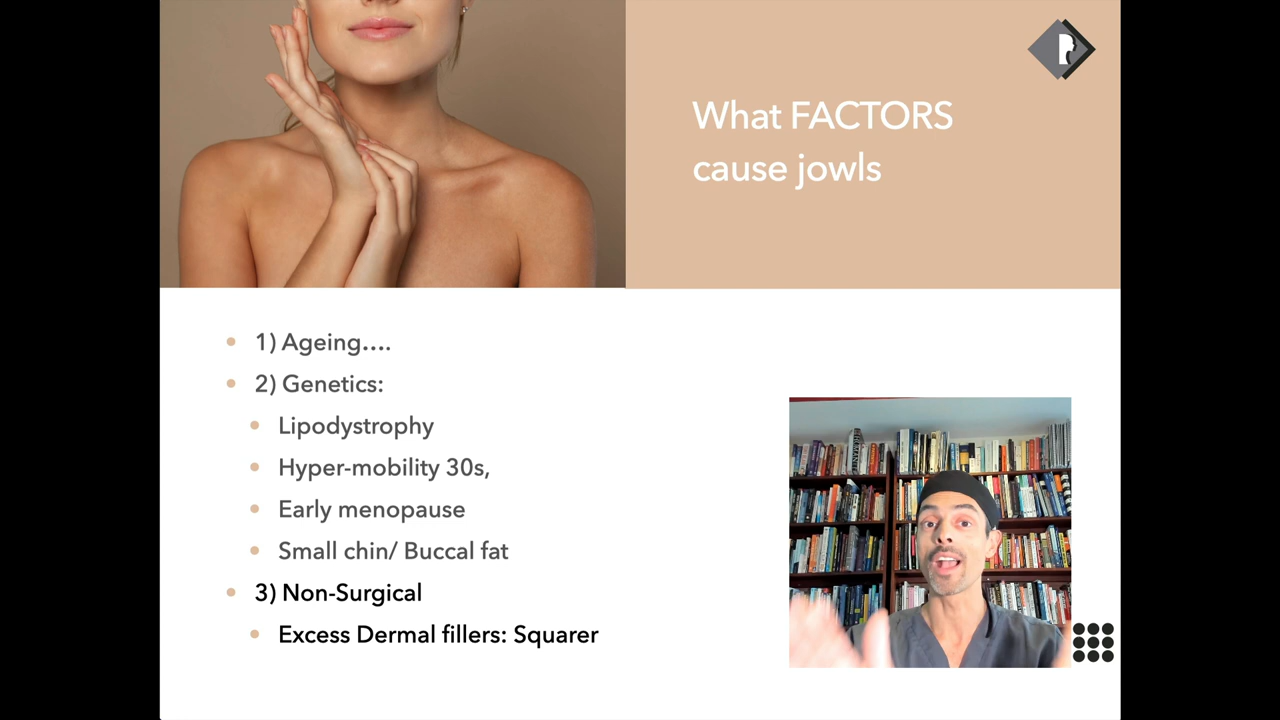 What FACTORS
cause jowls
1) Ageing....
2) Genetics:
Lipodystrophy
Hyper-mobility 30s,
Early menopause
Small chin/ Buccal fat
3) Non-Surgical
Excess Dermal fillers: Squarer